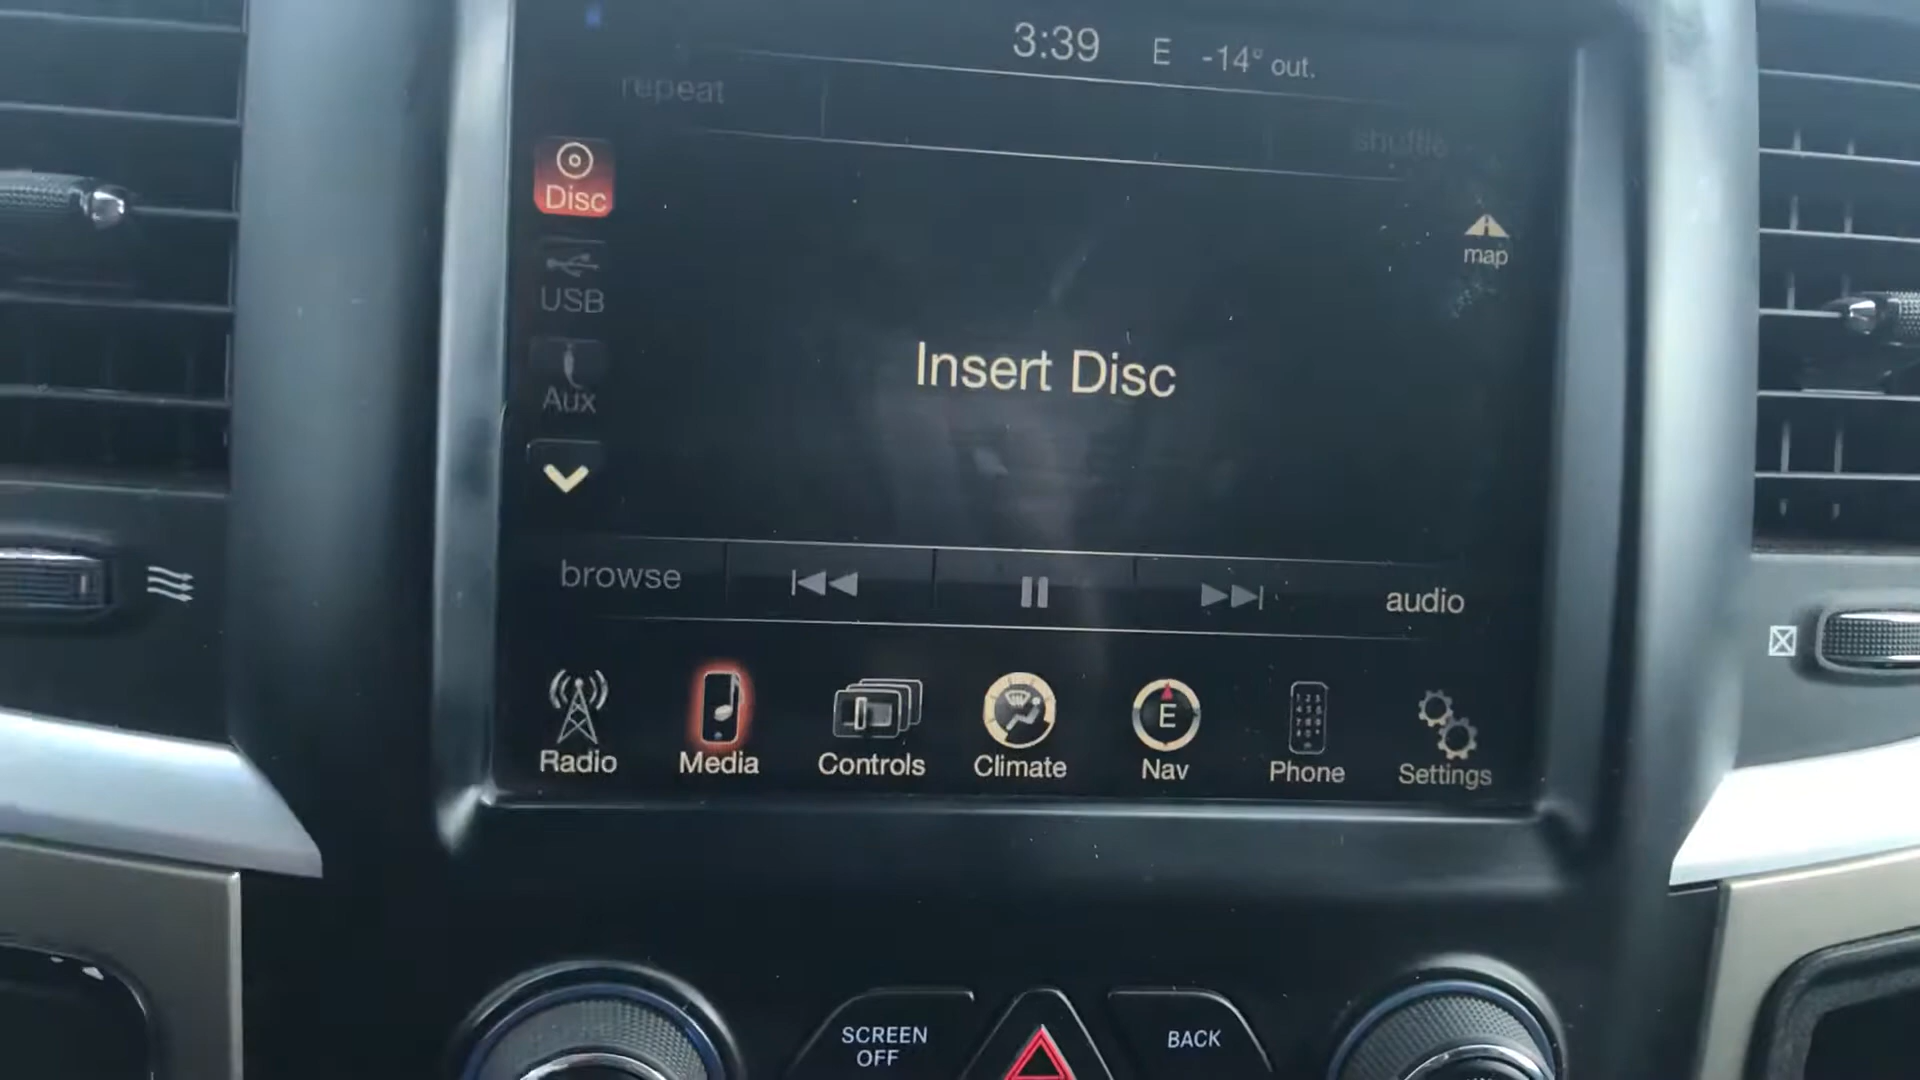 3:39 E -14° out.
repeat
shuffle
Disc
USB
map
Insert Disc
Aux
browse
audio
Radio
Media
Controls
Climate
E
Nav
Phone
Settings
SCREEN
OFF
BACK